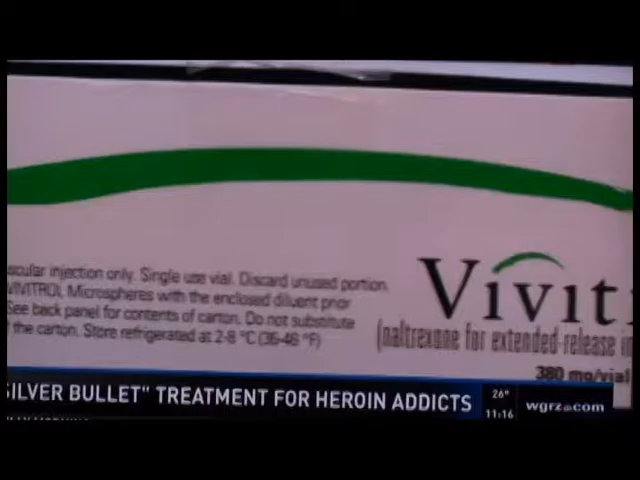 scular injection only. Single use vial. Discard unused portion.
VIVITROL Microspheres with the enclosed diluent prior
See back panel for contents of carton. Do not substitute
the carton. Store refrigerated at 2-8 °C (36-46 °F)
Vivit
(naltrexone for extended-release in
380 mg/vial
SILVER BULLET" TREATMENT FOR HEROIN ADDICTS
26°
11:16
wgrz.com